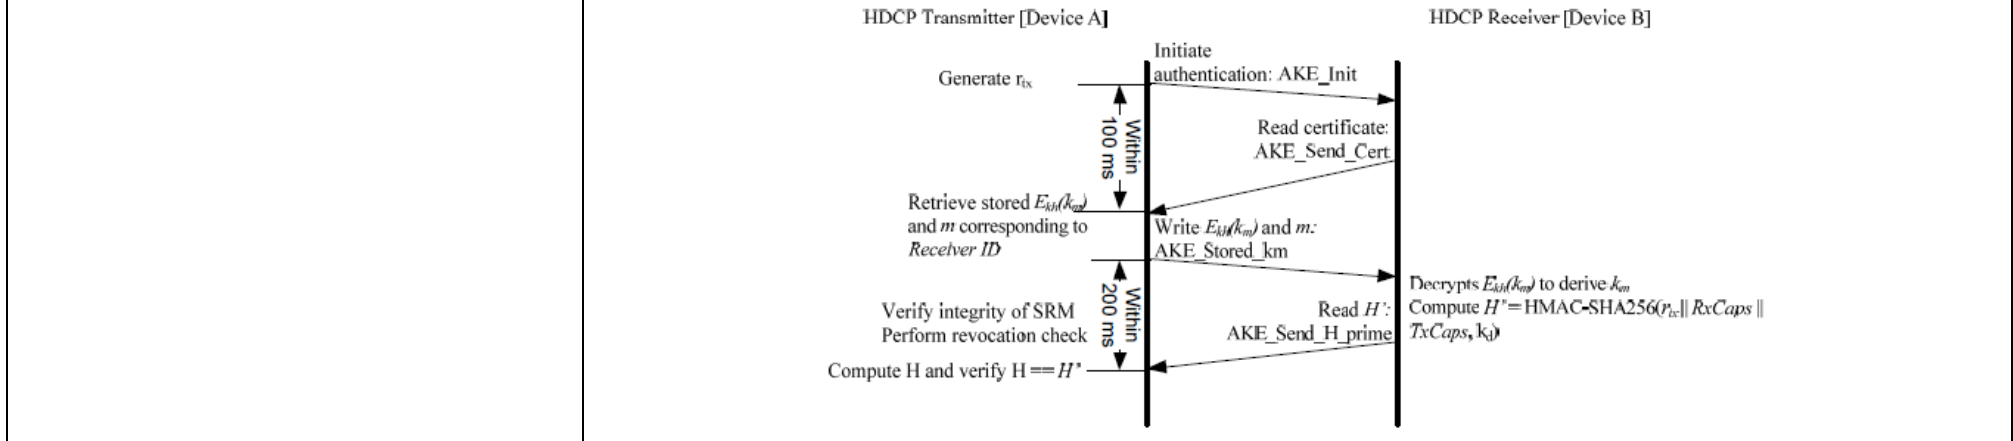 HDCP Transmitter [Device A]
HDCP Receiver [Device B]
Initiate
authentication: AKE_Init
Generate rtx
Within
100 ms
Read certificate:
AKE_Send_Cert
Retrieve stored Ekh(km)
and m corresponding to
Receiver ID
Write Ekh(km) and m:
AKE_Stored_km
Within
200 ms
Decrypts Ekh(km) to derive km
Compute H'=HMAC-SHA256(rtx|| RxCaps ||
TxCaps, kd)
Verify integrity of SRM
Perform revocation check
Read H':
AKE_Send_H_prime
Compute H and verify H == H'